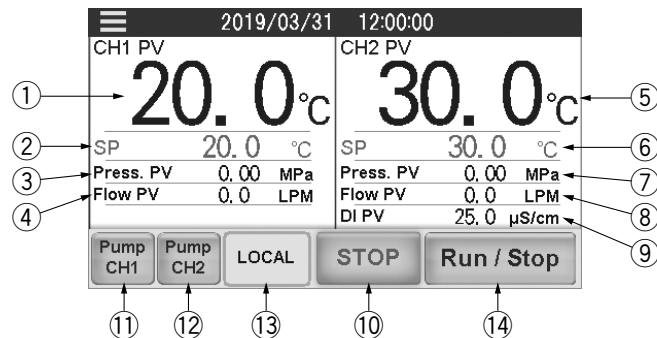 2019/03/31 12:00:00
CH1 PV
20.0 °C
SP 20.0 °C
Press. PV 0.00 MPa
Flow PV 0.0 LPM
CH2 PV
30.0 °C
SP 30.0 °C
Press. PV 0.00 MPa
Flow PV 0.0 LPM
DI PV 25.0 µS/cm
Pump
CH1
Pump
CH2
LOCAL
STOP
Run / Stop
①
②
③
④
⑤
⑥
⑦
⑧
⑨
⑪
⑫
⑬
⑩
⑭